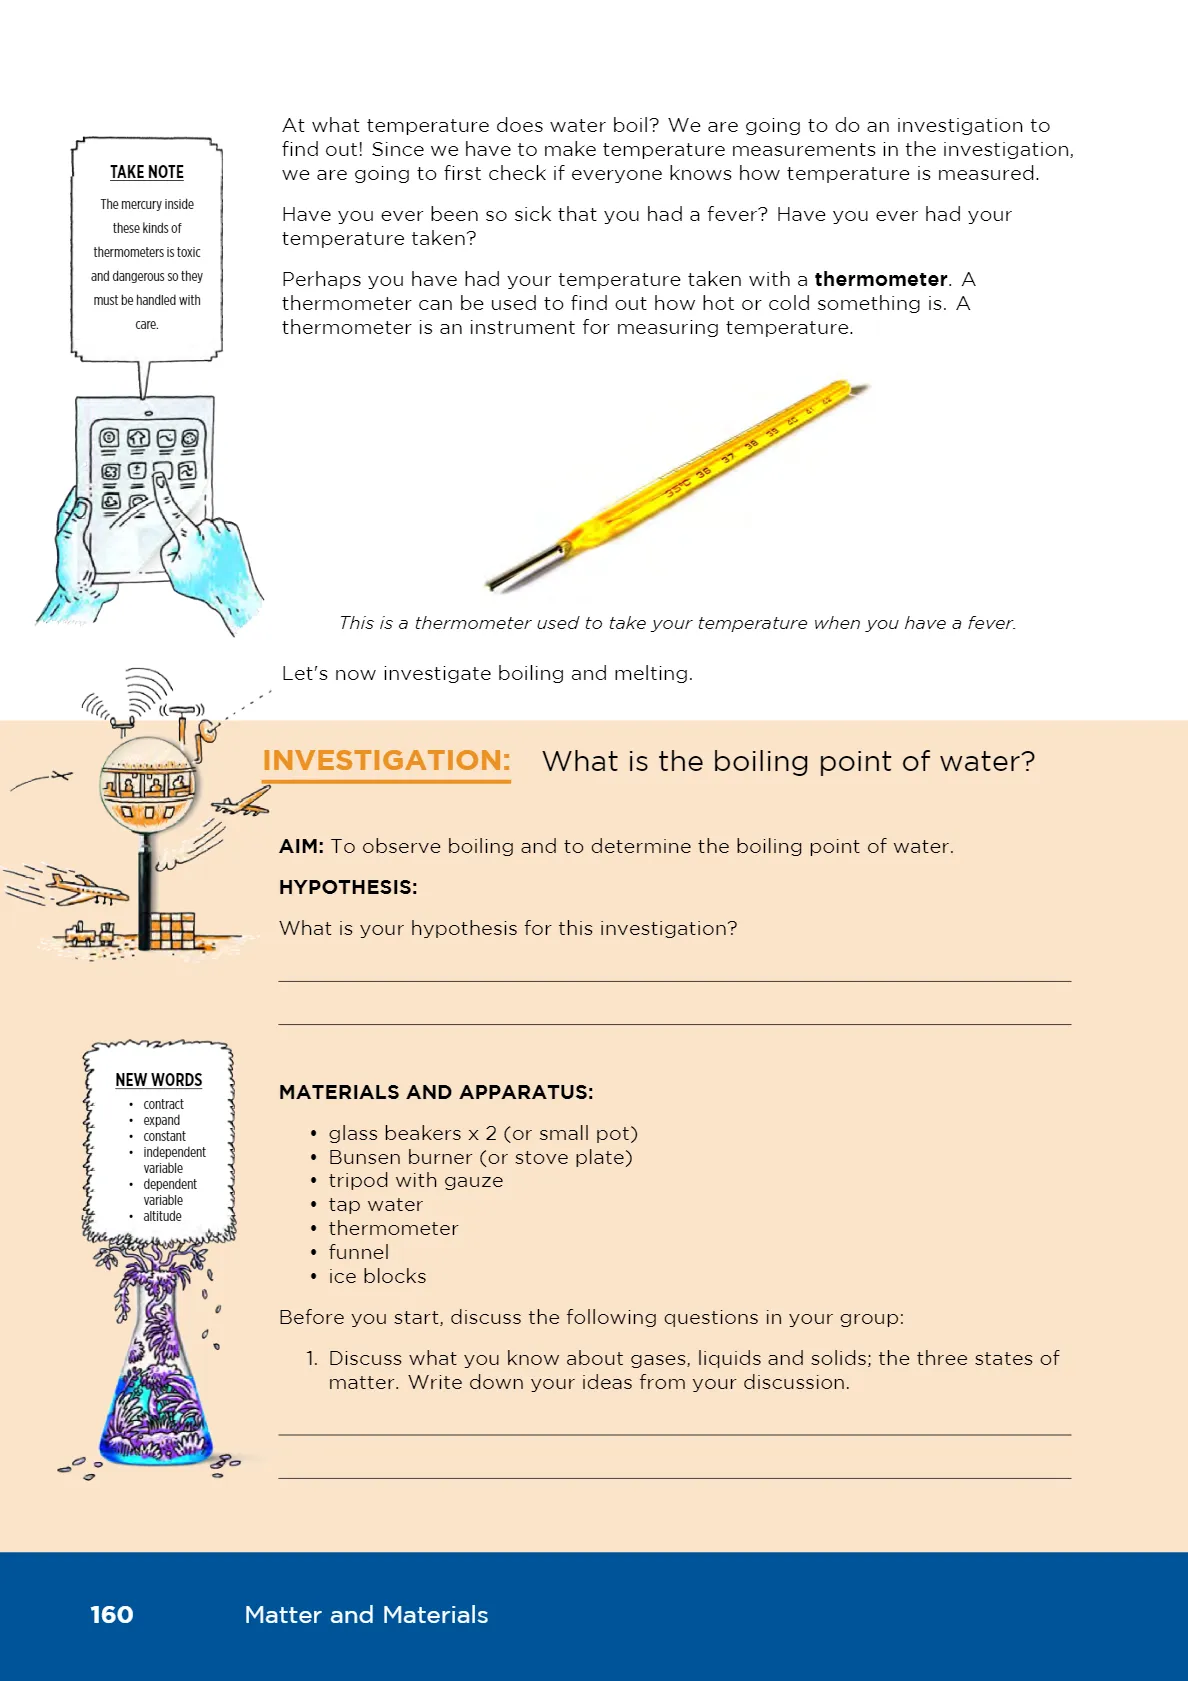 At what temperature does water boil? We are going to do an investigation to
find out! Since we have to make temperature measurements in the investigation,
we are going to first check if everyone knows how temperature is measured.
TAKE NOTE
The mercury inside
these kinds of
thermometers is toxic
and dangerous so they
must be handled with
care.
Have you ever been so sick that you had a fever? Have you ever had your
temperature taken?
Perhaps you have had your temperature taken with a thermometer. A
thermometer can be used to find out how hot or cold something is. A
thermometer is an instrument for measuring temperature.
35°C 36 37 38 39 40 41 42
This is a thermometer used to take your temperature when you have a fever.
Let's now investigate boiling and melting.
INVESTIGATION: What is the boiling point of water?
AIM: To observe boiling and to determine the boiling point of water.
HYPOTHESIS:
What is your hypothesis for this investigation?
NEW WORDS
• contract
• expand
• constant
• independent
variable
• dependent
variable
• altitude
MATERIALS AND APPARATUS:
• glass beakers x 2 (or small pot)
• Bunsen burner (or stove plate)
• tripod with gauze
• tap water
• thermometer
• funnel
• ice blocks
Before you start, discuss the following questions in your group:
1. Discuss what you know about gases, liquids and solids; the three states of
matter. Write down your ideas from your discussion.
160 Matter and Materials